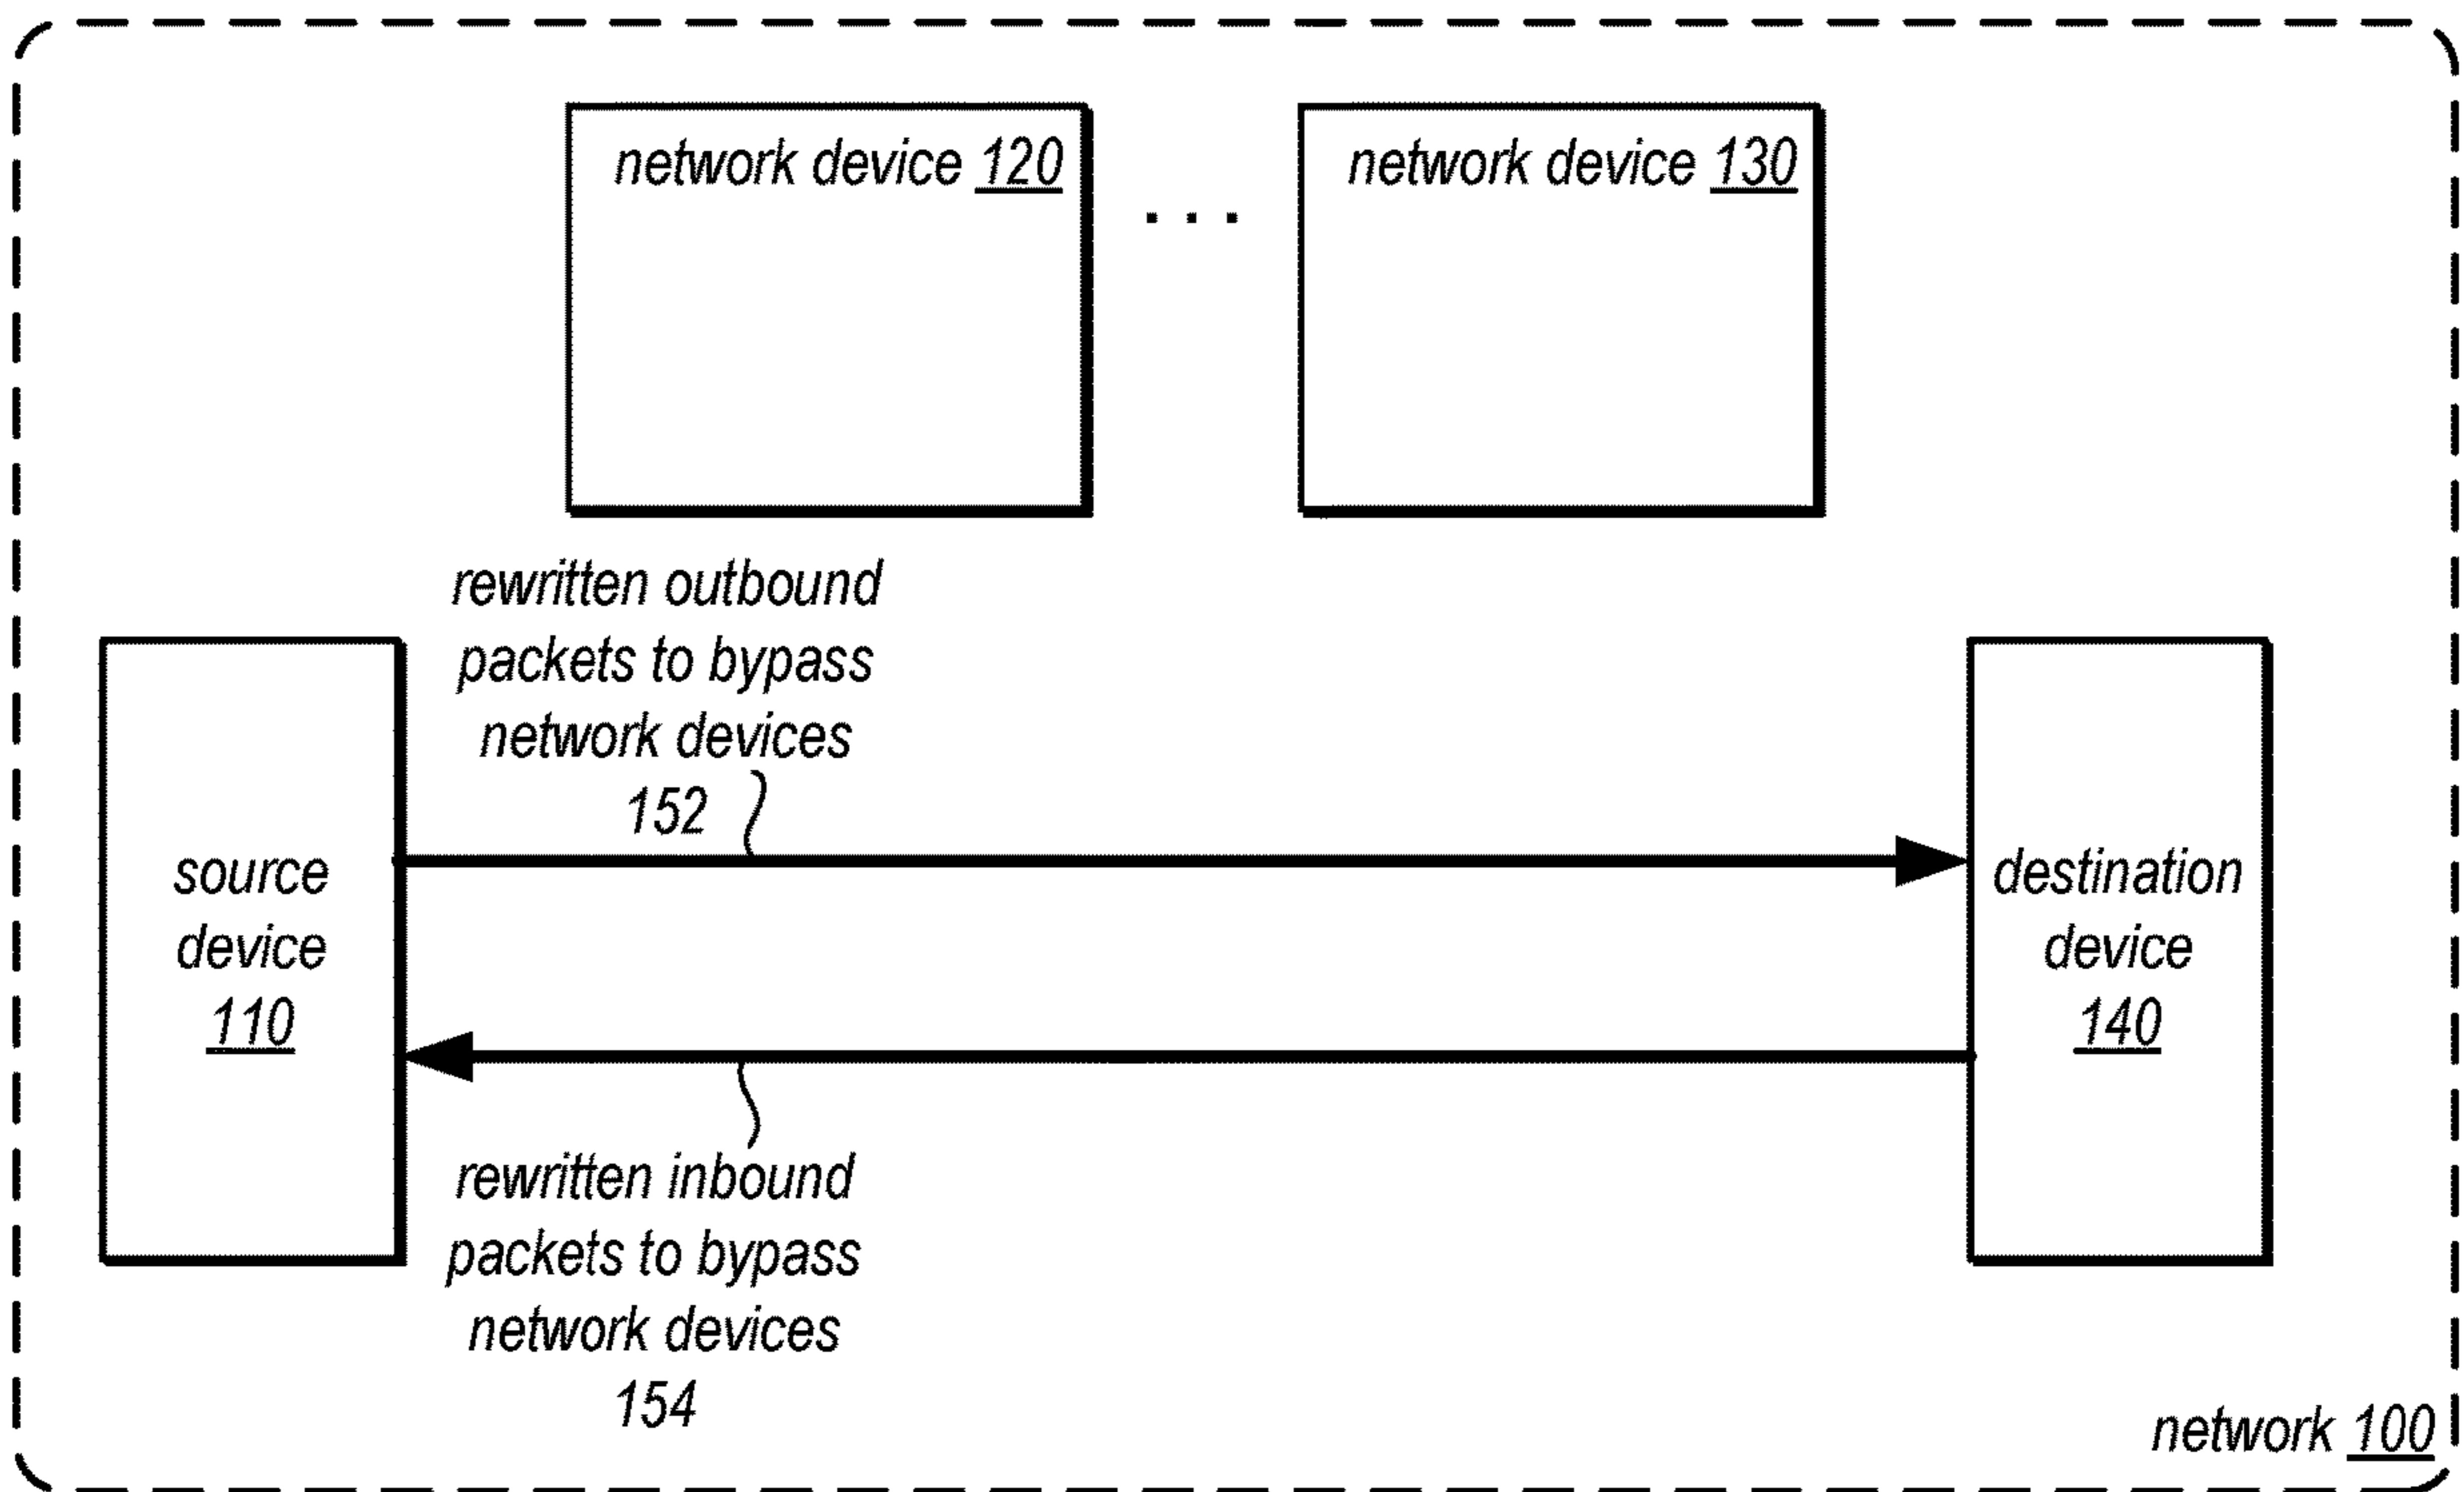 network device 120
. . .
network device 130
rewritten outbound
packets to bypass
network devices
152
source
device
110
destination
device
140
rewritten inbound
packets to bypass
network devices
154
network 100